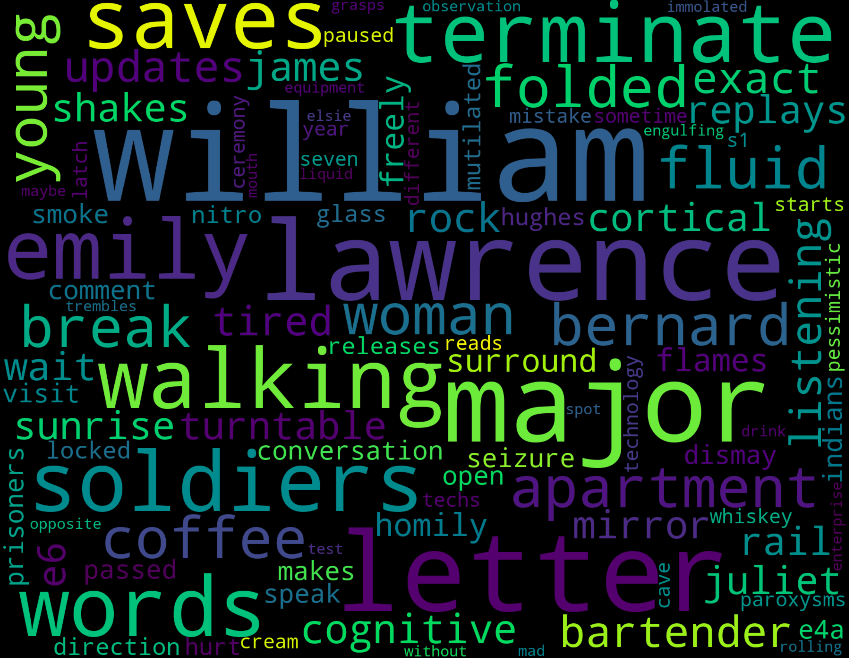 grasps observation immolated
saves terminate
paused
young updates james folded exact
equipment
shakes freely mutilated replays
mistake sometime
ceremony elsie
year engulfing
william
latch seven different s1 fluid
mouth liquid
maybe
smoke nitro glass rock hughes cortical starts
emily lawrence listening
comment woman bernard pessimistic
trembles
break tired
releases reads
wait walking surround flames
visit technology indians
major spot
sunrise turntable drink
locked conversation seizure dismay
prisoners soldiers open apartment
techs enterprise
opposite coffee homily mirror whiskey
test rail
e6 passed makes letter cave juliet
words speak paroxysms
cognitive bartender e4a
direction hurt cream without mad rolling